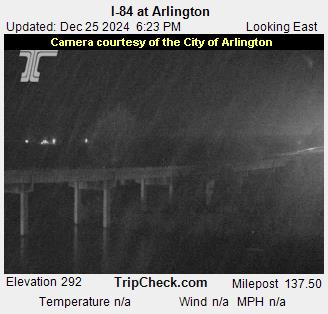 I-84 at Arlington
Updated: Dec 25 2024 6:23 PM Looking East
Camera courtesy of the City of Arlington
Elevation 292 TripCheck.com Milepost 137.50
Temperature n/a Wind n/a MPH n/a